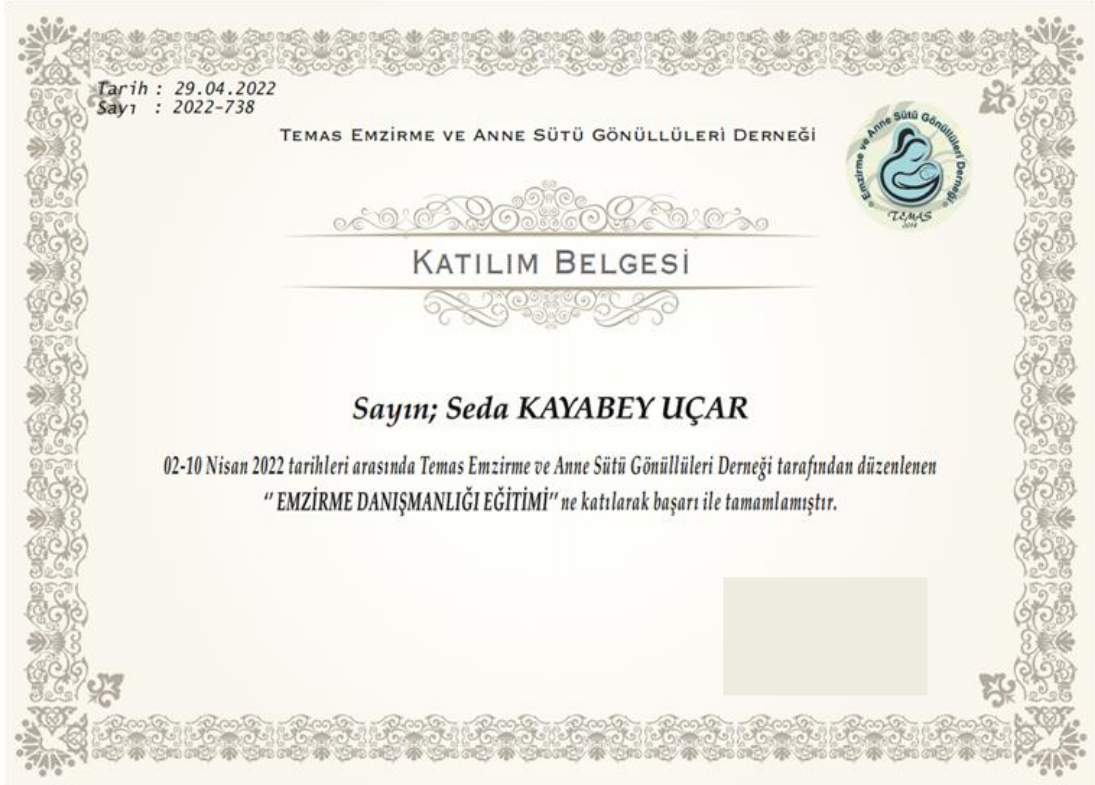 Tarih : 29.04.2022
Sayı : 2022-738
TEMAS EMZİRME VE ANNE SÜTÜ GÖNÜLLÜLERİ DERNEĞİ
Emzirme ve Anne Sütü Gönüllüleri Derneği
TEMAS
2014
KATILIM BELGESİ
Sayın; Seda KAYABEY UÇAR
02-10 Nisan 2022 tarihleri arasında Temas Emzirme ve Anne Sütü Gönüllüleri Derneği tarafından düzenlenen
‘‘ EMZİRME DANIŞMANLIĞI EĞİTİMİ’’ ne katılarak başarı ile tamamlamıştır.